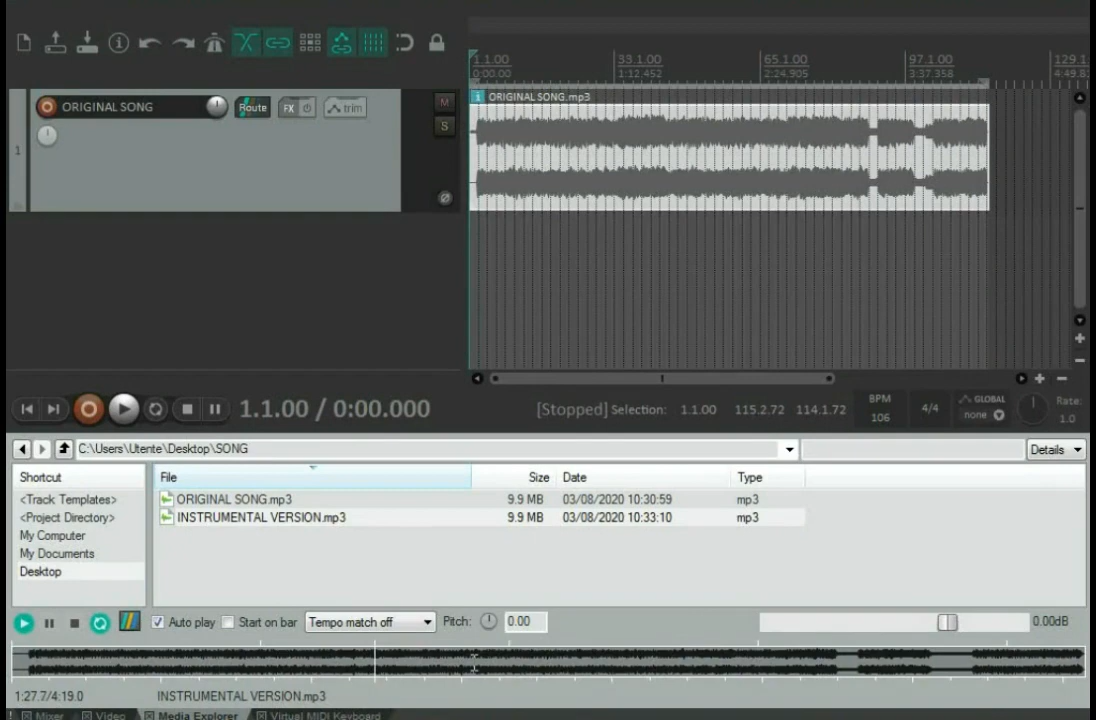 1.1.00 33.1.00 65.1.00 97.1.00 129.1
0:00.00 1:12.452 2:24.905 3:37.358 4:49.8
ORIGINAL SONG Route FX trim M
S
1
i ORIGINAL SONG.mp3
1.1.00 / 0:00.000 [Stopped] Selection: 1.1.00 115.2.72 114.1.72 BPM 106 4/4 GLOBAL none Rate: 1.0
C:\Users\Utente\Desktop\SONG Details
Shortcut File Size Date Type
<Track Templates> ORIGINAL SONG.mp3 9.9 MB 03/08/2020 10:30:59 mp3
<Project Directory> INSTRUMENTAL VERSION.mp3 9.9 MB 03/08/2020 10:33:10 mp3
My Computer
My Documents
Desktop
Auto play Start on bar Tempo match off Pitch: 0.00 0.00dB
1:27.7/4:19.0 INSTRUMENTAL VERSION.mp3
! Mixer Video Media Explorer Virtual MIDI Keyboard